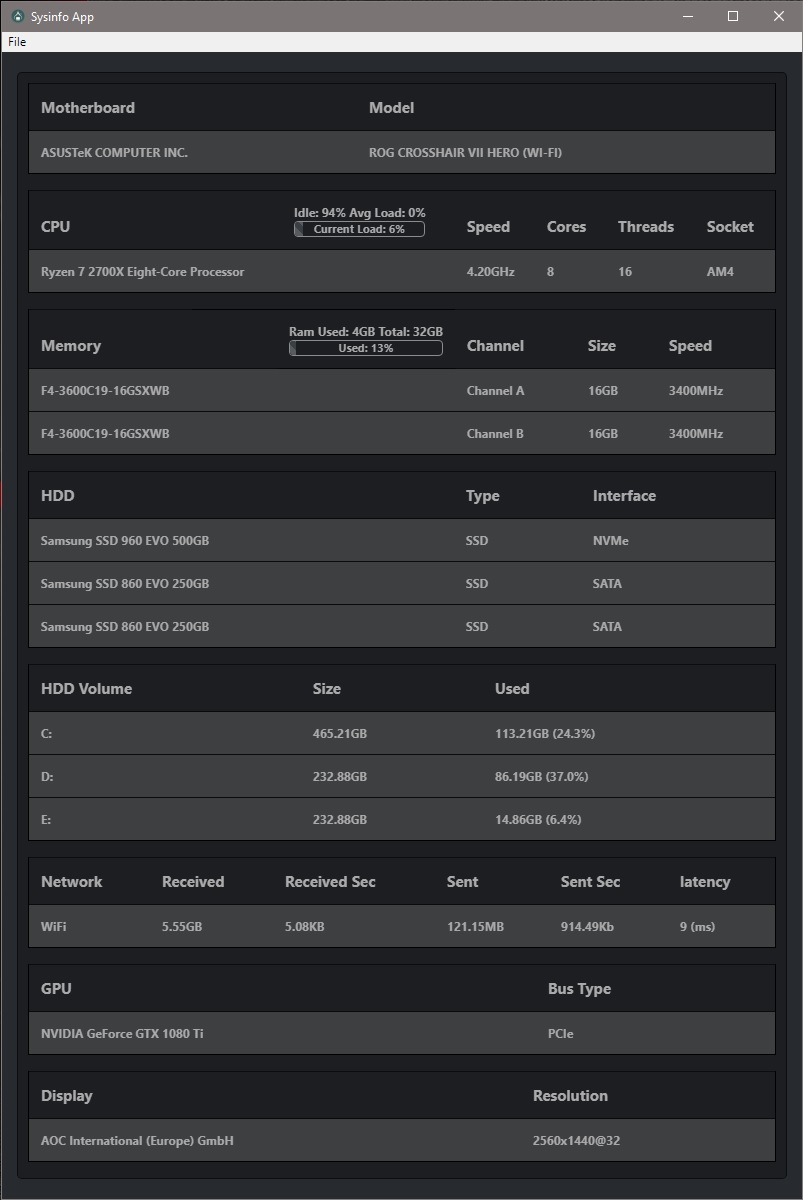 Sysinfo App
File
Motherboard Model
ASUSTeK COMPUTER INC. ROG CROSSHAIR VII HERO (WI-FI)
Idle: 94% Avg Load: 0%
Current Load: 6%
CPU Speed Cores Threads Socket
Ryzen 7 2700X Eight-Core Processor 4.20GHz 8 16 AM4
Ram Used: 4GB Total: 32GB
Used: 13%
Memory Channel Size Speed
F4-3600C19-16GSXWB Channel A 16GB 3400MHz
F4-3600C19-16GSXWB Channel B 16GB 3400MHz
HDD Type Interface
Samsung SSD 960 EVO 500GB SSD NVMe
Samsung SSD 860 EVO 250GB SSD SATA
Samsung SSD 860 EVO 250GB SSD SATA
HDD Volume Size Used
C: 465.21GB 113.21GB (24.3%)
D: 232.88GB 86.19GB (37.0%)
E: 232.88GB 14.86GB (6.4%)
Network Received Received Sec Sent Sent Sec latency
WiFi 5.55GB 5.08KB 121.15MB 914.49Kb 9 (ms)
GPU Bus Type
NVIDIA GeForce GTX 1080 Ti PCIe
Display Resolution
AOC International (Europe) GmbH 2560x1440@32